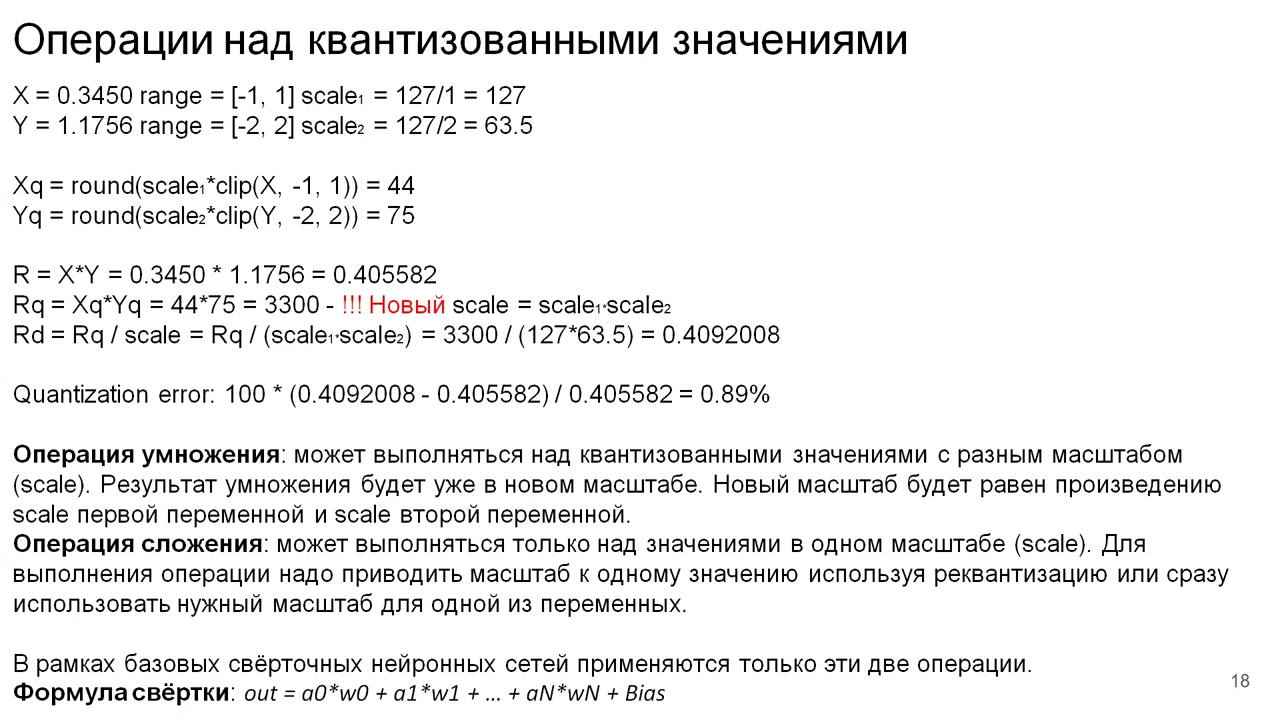 Операции над квантизованными значениями
X = 0.3450 range = [-1, 1] scale₁ = 127/1 = 127
Y = 1.1756 range = [-2, 2] scale₂ = 127/2 = 63.5
Xq = round(scale₁*clip(X, -1, 1)) = 44
Yq = round(scale₂*clip(Y, -2, 2)) = 75
R = X*Y = 0.3450 * 1.1756 = 0.405582
Rq = Xq*Yq = 44*75 = 3300 - !!! Новый scale = scale₁*scale₂
Rd = Rq / scale = Rq / (scale₁*scale₂) = 3300 / (127*63.5) = 0.4092008
Quantization error: 100 * (0.4092008 - 0.405582) / 0.405582 = 0.89%
Операция умножения: может выполняться над квантизованными значениями с разным масштабом
(scale). Результат умножения будет уже в новом масштабе. Новый масштаб будет равен произведению
scale первой переменной и scale второй переменной.
Операция сложения: может выполняться только над значениями в одном масштабе (scale). Для
выполнения операции надо приводить масштаб к одному значению используя реквантизацию или сразу
использовать нужный масштаб для одной из переменных.
В рамках базовых свёрточных нейронных сетей применяются только эти две операции.
Формула свёртки: out = a0*w0 + a1*w1 + … + aN*wN + Bias
18